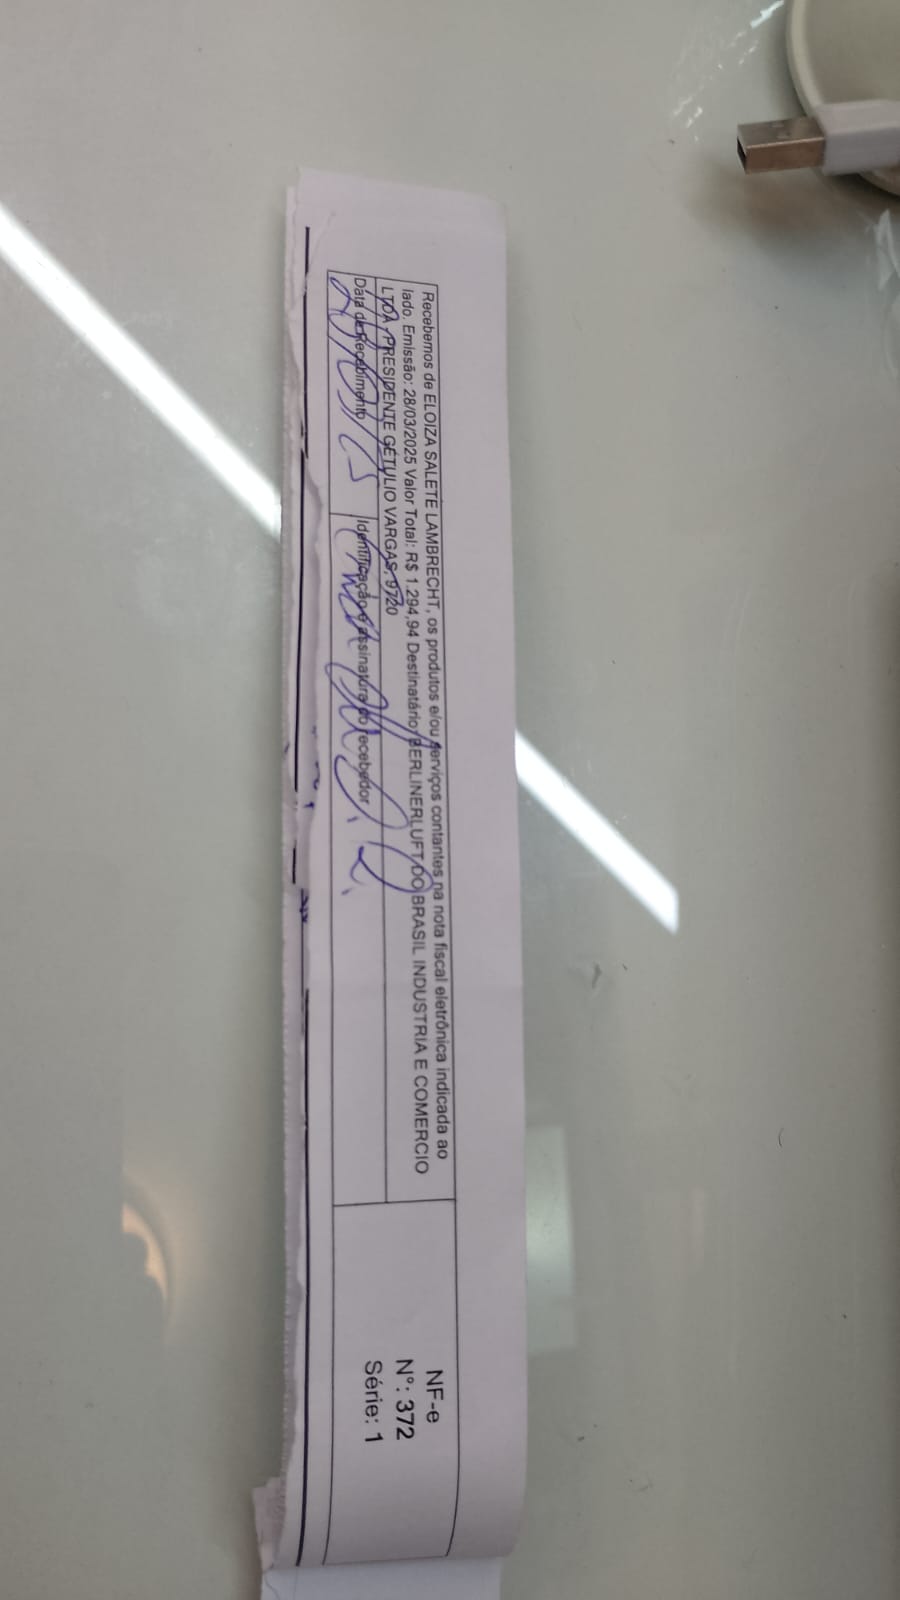 Recebemos de ELOIZA SALETE LAMBRECHT, os produtos e/ou serviços contantes na nota fiscal eletrônica indicada ao
lado. Emissão: 28/03/2025 Valor Total: R$ 1.294,94 Destinatário: BERLINERLUFT DO BRASIL INDUSTRIA E COMERCIO
LTDA - PRESIDENTE GETULIO VARGAS, 9720
Data de Recebimento
Identificação e assinatura do recebedor
NF-e
Nº: 372
Série: 1